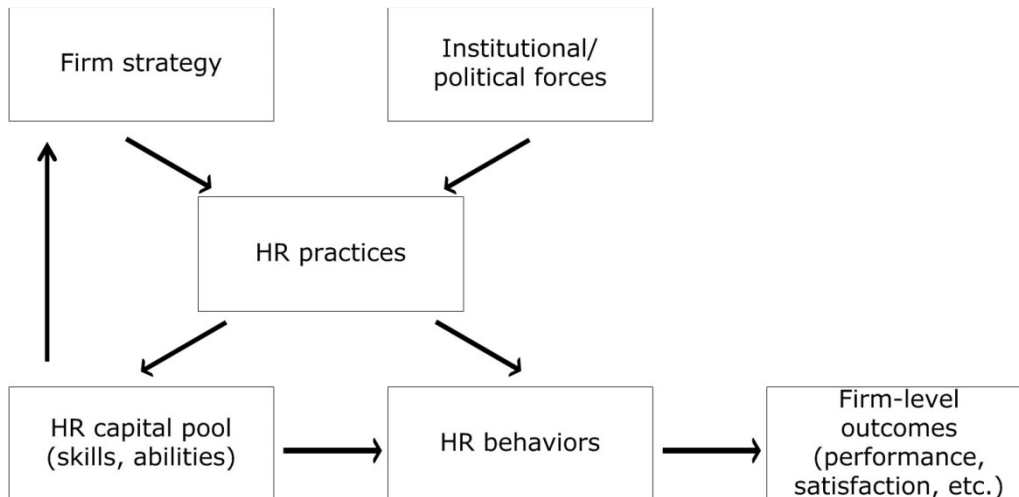 Firm strategy
Institutional/
political forces
HR practices
HR capital pool
(skills, abilities)
HR behaviors
Firm-level
outcomes
(performance,
satisfaction, etc.)